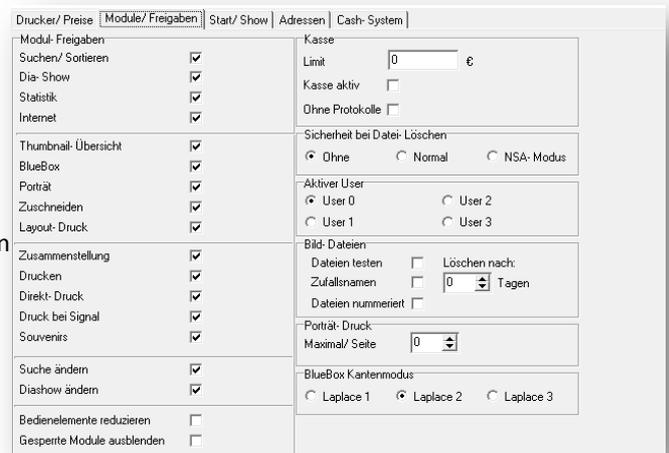 Drucker/ Preise Module/ Freigaben Start/ Show Adressen Cash- System
Modul- Freigaben
Suchen/ Sortieren
Dia- Show
Statistik
Internet
Thumbnail- Übersicht
BlueBox
Porträt
Zuschneiden
Layout- Druck
n
Zusammenstellung
Drucken
Direkt- Druck
Druck bei Signal
Souvenirs
Suche ändern
Diashow ändern
Bedienelemente reduzieren
Gesperrte Module ausblenden
Kasse
Limit 0 €
Kasse aktiv
Ohne Protokolle
Sicherheit bei Datei- Löschen
Ohne Normal NSA- Modus
Aktiver User
User 0 User 2
User 1 User 3
Bild- Dateien
Dateien testen Löschen nach:
Zufallsnamen 0 Tagen
Dateien nummeriert
Porträt- Druck
Maximal/ Seite 0
BlueBox Kantenmodus
Laplace 1 Laplace 2 Laplace 3